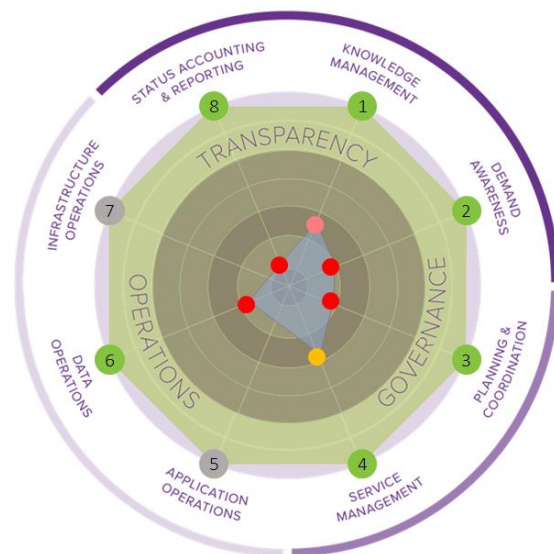 STATUS ACCOUNTING
& REPORTING
KNOWLEDGE
MANAGEMENT
8
1
TRANSPARENCY
INFRASTRUCTURE
OPERATIONS
DEMAND
AWARENESS
7
2
OPERATIONS
GOVERNANCE
6
3
DATA
OPERATIONS
PLANNING &
COORDINATION
5
4
APPLICATION
OPERATIONS
SERVICE
MANAGEMENT